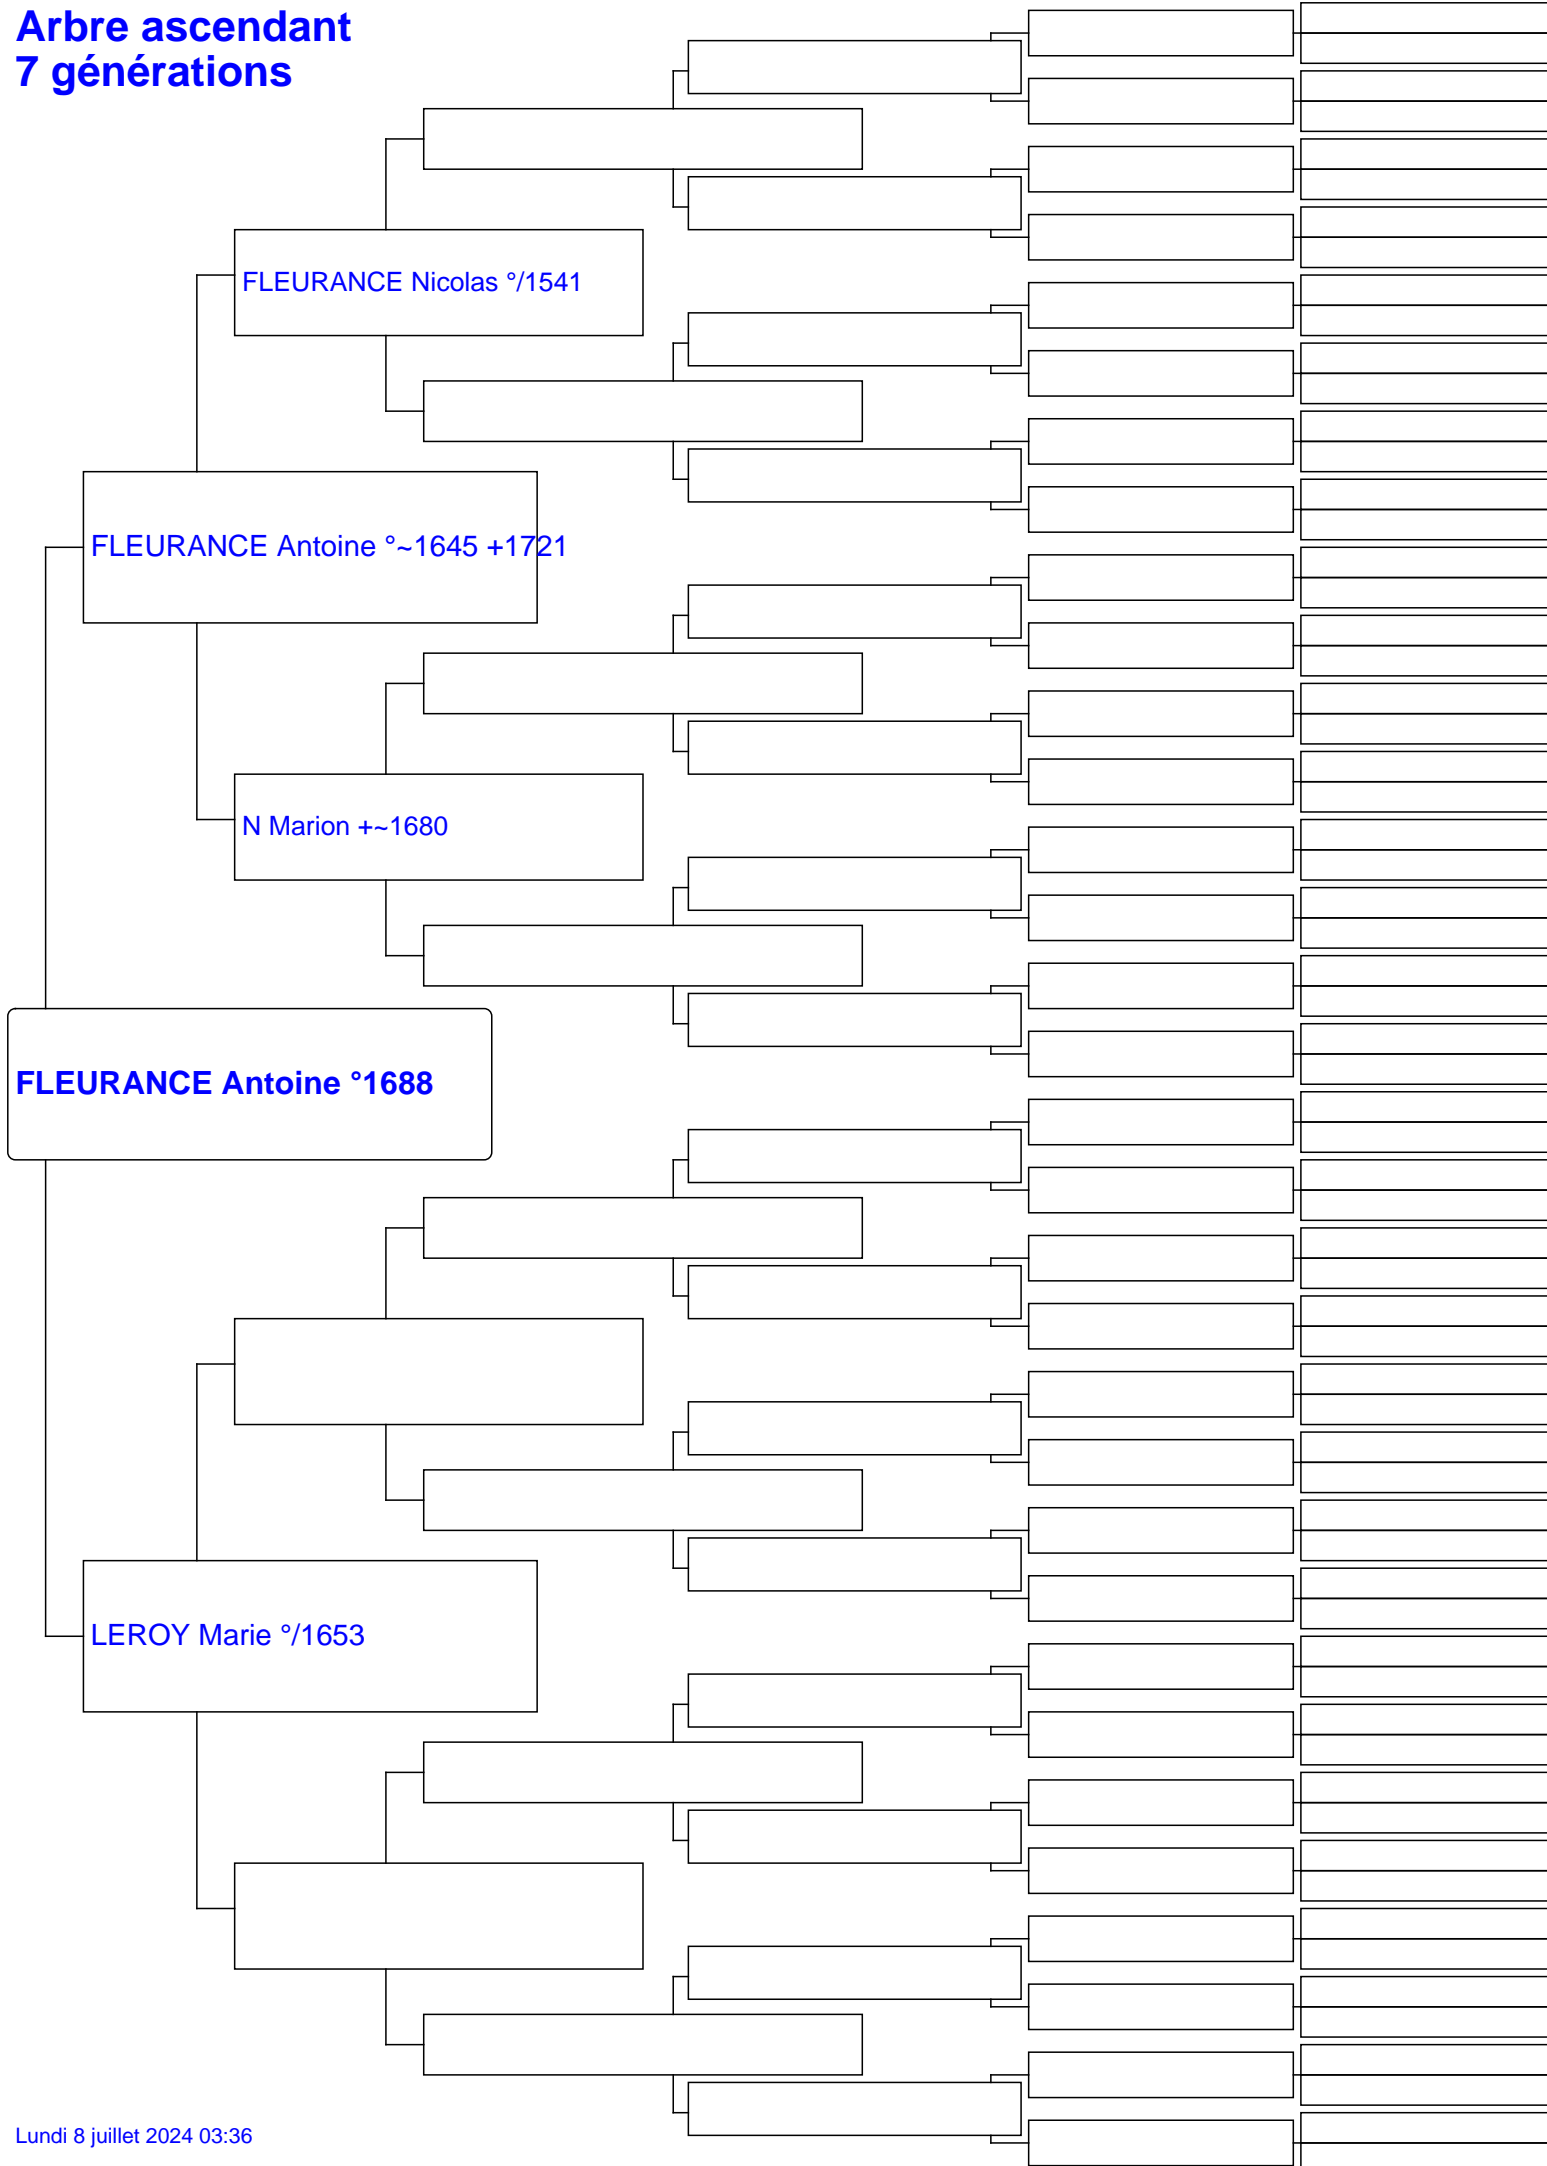 Arbre ascendant
7 générations
FLEURANCE Nicolas °/1541
FLEURANCE Antoine °~1645 +1721
N Marion +~1680
FLEURANCE Antoine °1688
LEROY Marie °/1653
Lundi 8 juillet 2024 03:36